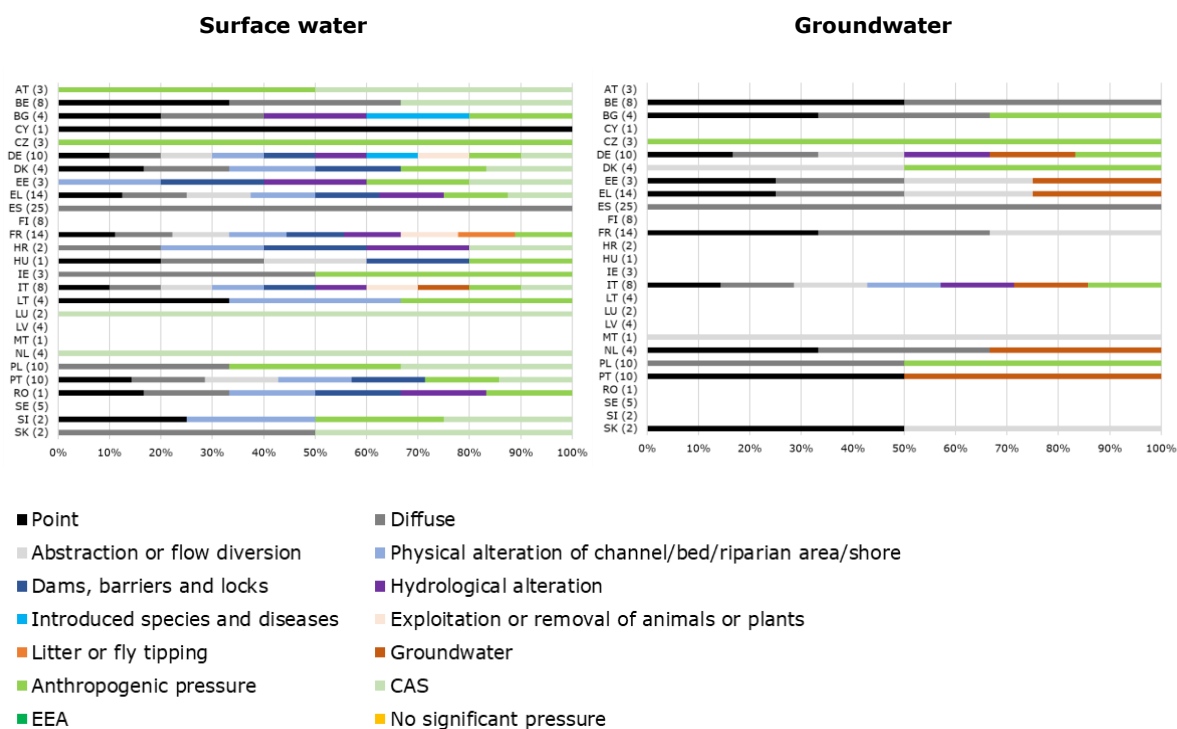 Surface water
Groundwater
AT (3)
BE (8)
BG (4)
CY (1)
CZ (3)
DE (10)
DK (4)
EE (3)
EL (14)
ES (25)
FI (8)
FR (14)
HR (2)
HU (1)
IE (3)
IT (8)
LT (4)
LU (2)
LV (4)
MT (1)
NL (4)
PL (10)
PT (10)
RO (1)
SE (5)
SI (2)
SK (2)
0% 10% 20% 30% 40% 50% 60% 70% 80% 90% 100%
AT (3)
BE (8)
BG (4)
CY (1)
CZ (3)
DE (10)
DK (4)
EE (3)
EL (14)
ES (25)
FI (8)
FR (14)
HR (2)
HU (1)
IE (3)
IT (8)
LT (4)
LU (2)
LV (4)
MT (1)
NL (4)
PL (10)
PT (10)
RO (1)
SE (5)
SI (2)
SK (2)
0% 10% 20% 30% 40% 50% 60% 70% 80% 90% 100%
Point
Diffuse
Abstraction or flow diversion
Physical alteration of channel/bed/riparian area/shore
Dams, barriers and locks
Hydrological alteration
Introduced species and diseases
Exploitation or removal of animals or plants
Litter or fly tipping
Groundwater
Anthropogenic pressure
CAS
EEA
No significant pressure